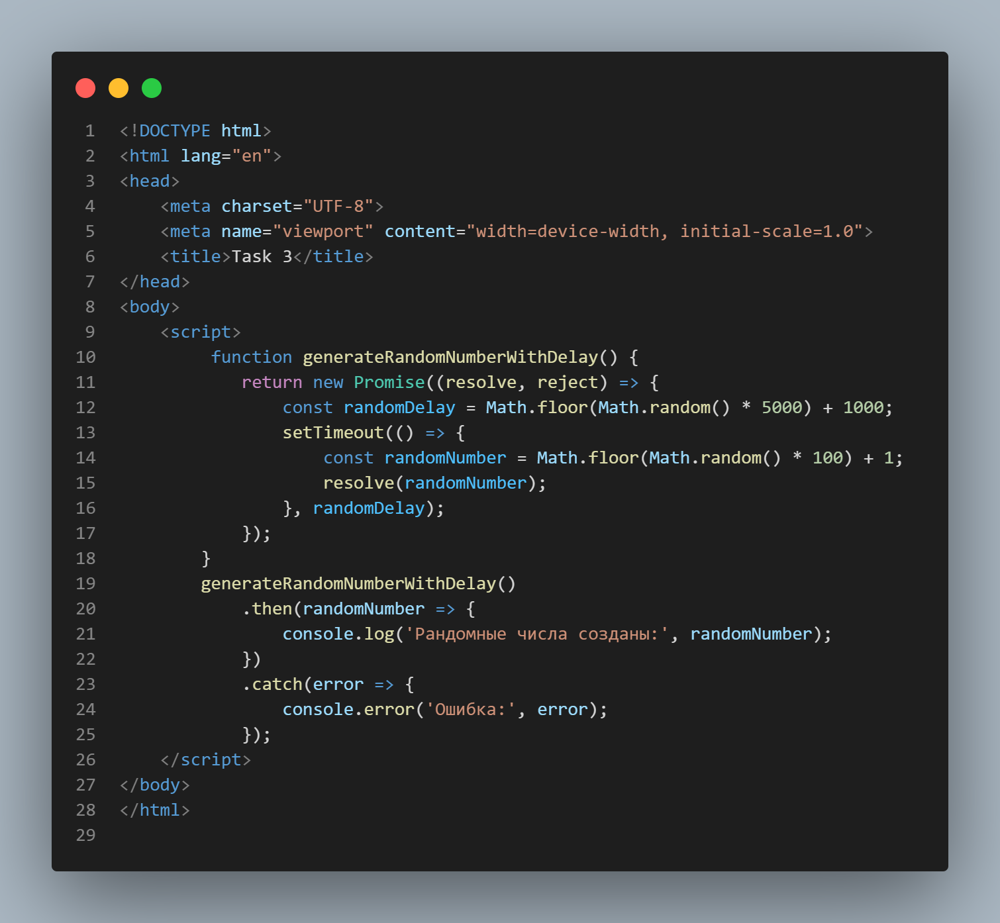 1 <!DOCTYPE html>
2 <html lang="en">
3 <head>
4     <meta charset="UTF-8">
5     <meta name="viewport" content="width=device-width, initial-scale=1.0">
6     <title>Task 3</title>
7 </head>
8 <body>
9     <script>
10          function generateRandomNumberWithDelay() {
11             return new Promise((resolve, reject) => {
12                 const randomDelay = Math.floor(Math.random() * 5000) + 1000;
13                 setTimeout(() => {
14                     const randomNumber = Math.floor(Math.random() * 100) + 1;
15                     resolve(randomNumber);
16                 }, randomDelay);
17             });
18         }
19         generateRandomNumberWithDelay()
20             .then(randomNumber => {
21                 console.log('Рандомные числа созданы:', randomNumber);
22             })
23             .catch(error => {
24                 console.error('Ошибка:', error);
25             });
26     </script>
27 </body>
28 </html>
29